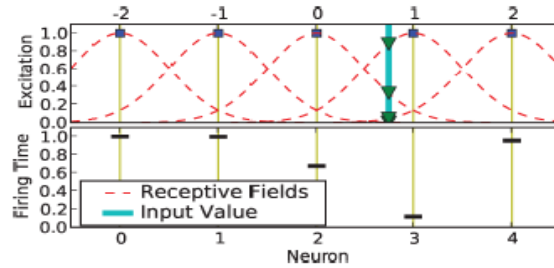 -2 -1 0 1 2
Excitation
1.0
0.8
0.6
0.4
0.2
0.0
Firing Time
1.0
0.8
0.6
0.4
0.2
0.0
Receptive Fields
Input Value
0 1 2 3 4
Neuron